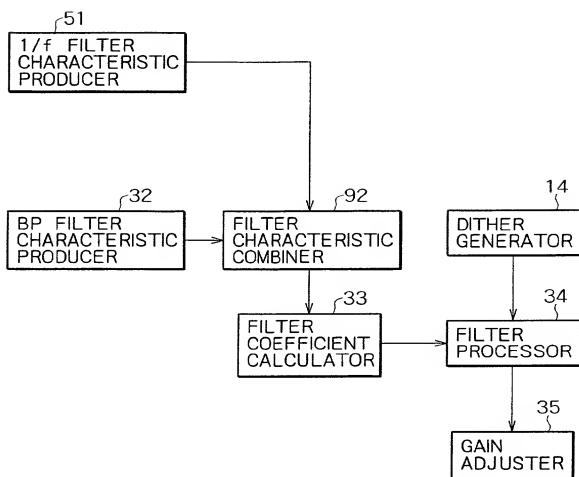 51
1/f FILTER
CHARACTERISTIC
PRODUCER
32
BP FILTER
CHARACTERISTIC
PRODUCER
92
FILTER
CHARACTERISTIC
COMBINER
14
DITHER
GENERATOR
33
FILTER
COEFFICIENT
CALCULATOR
34
FILTER
PROCESSOR
35
GAIN
ADJUSTER